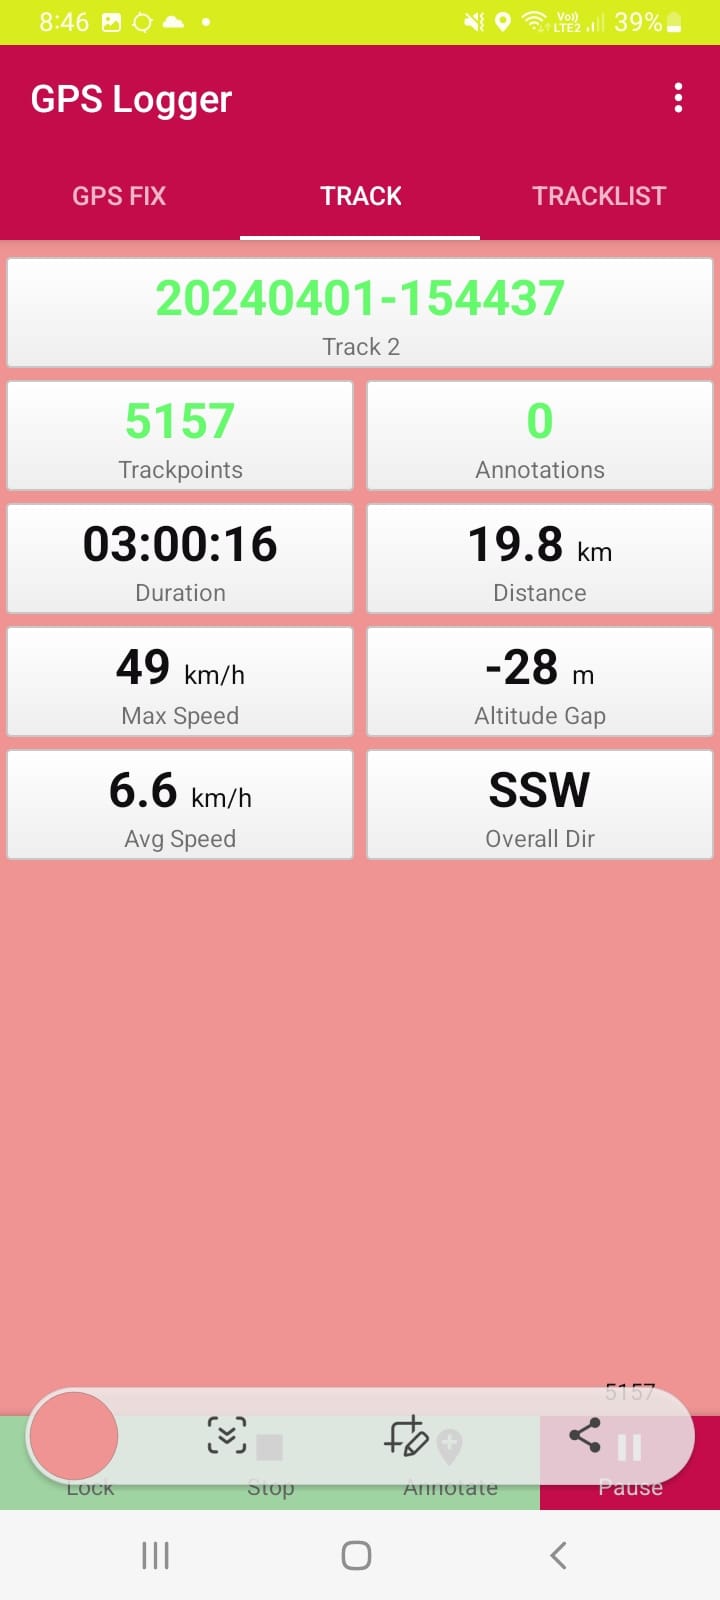 8:46
Vo))
LTE2
39%
GPS Logger
GPS FIX
TRACK
TRACKLIST
20240401-154437
Track 2
5157
Trackpoints
0
Annotations
03:00:16
Duration
19.8 km
Distance
49 km/h
Max Speed
-28 m
Altitude Gap
6.6 km/h
Avg Speed
SSW
Overall Dir
5157
Lock
Stop
Annotate
Pause